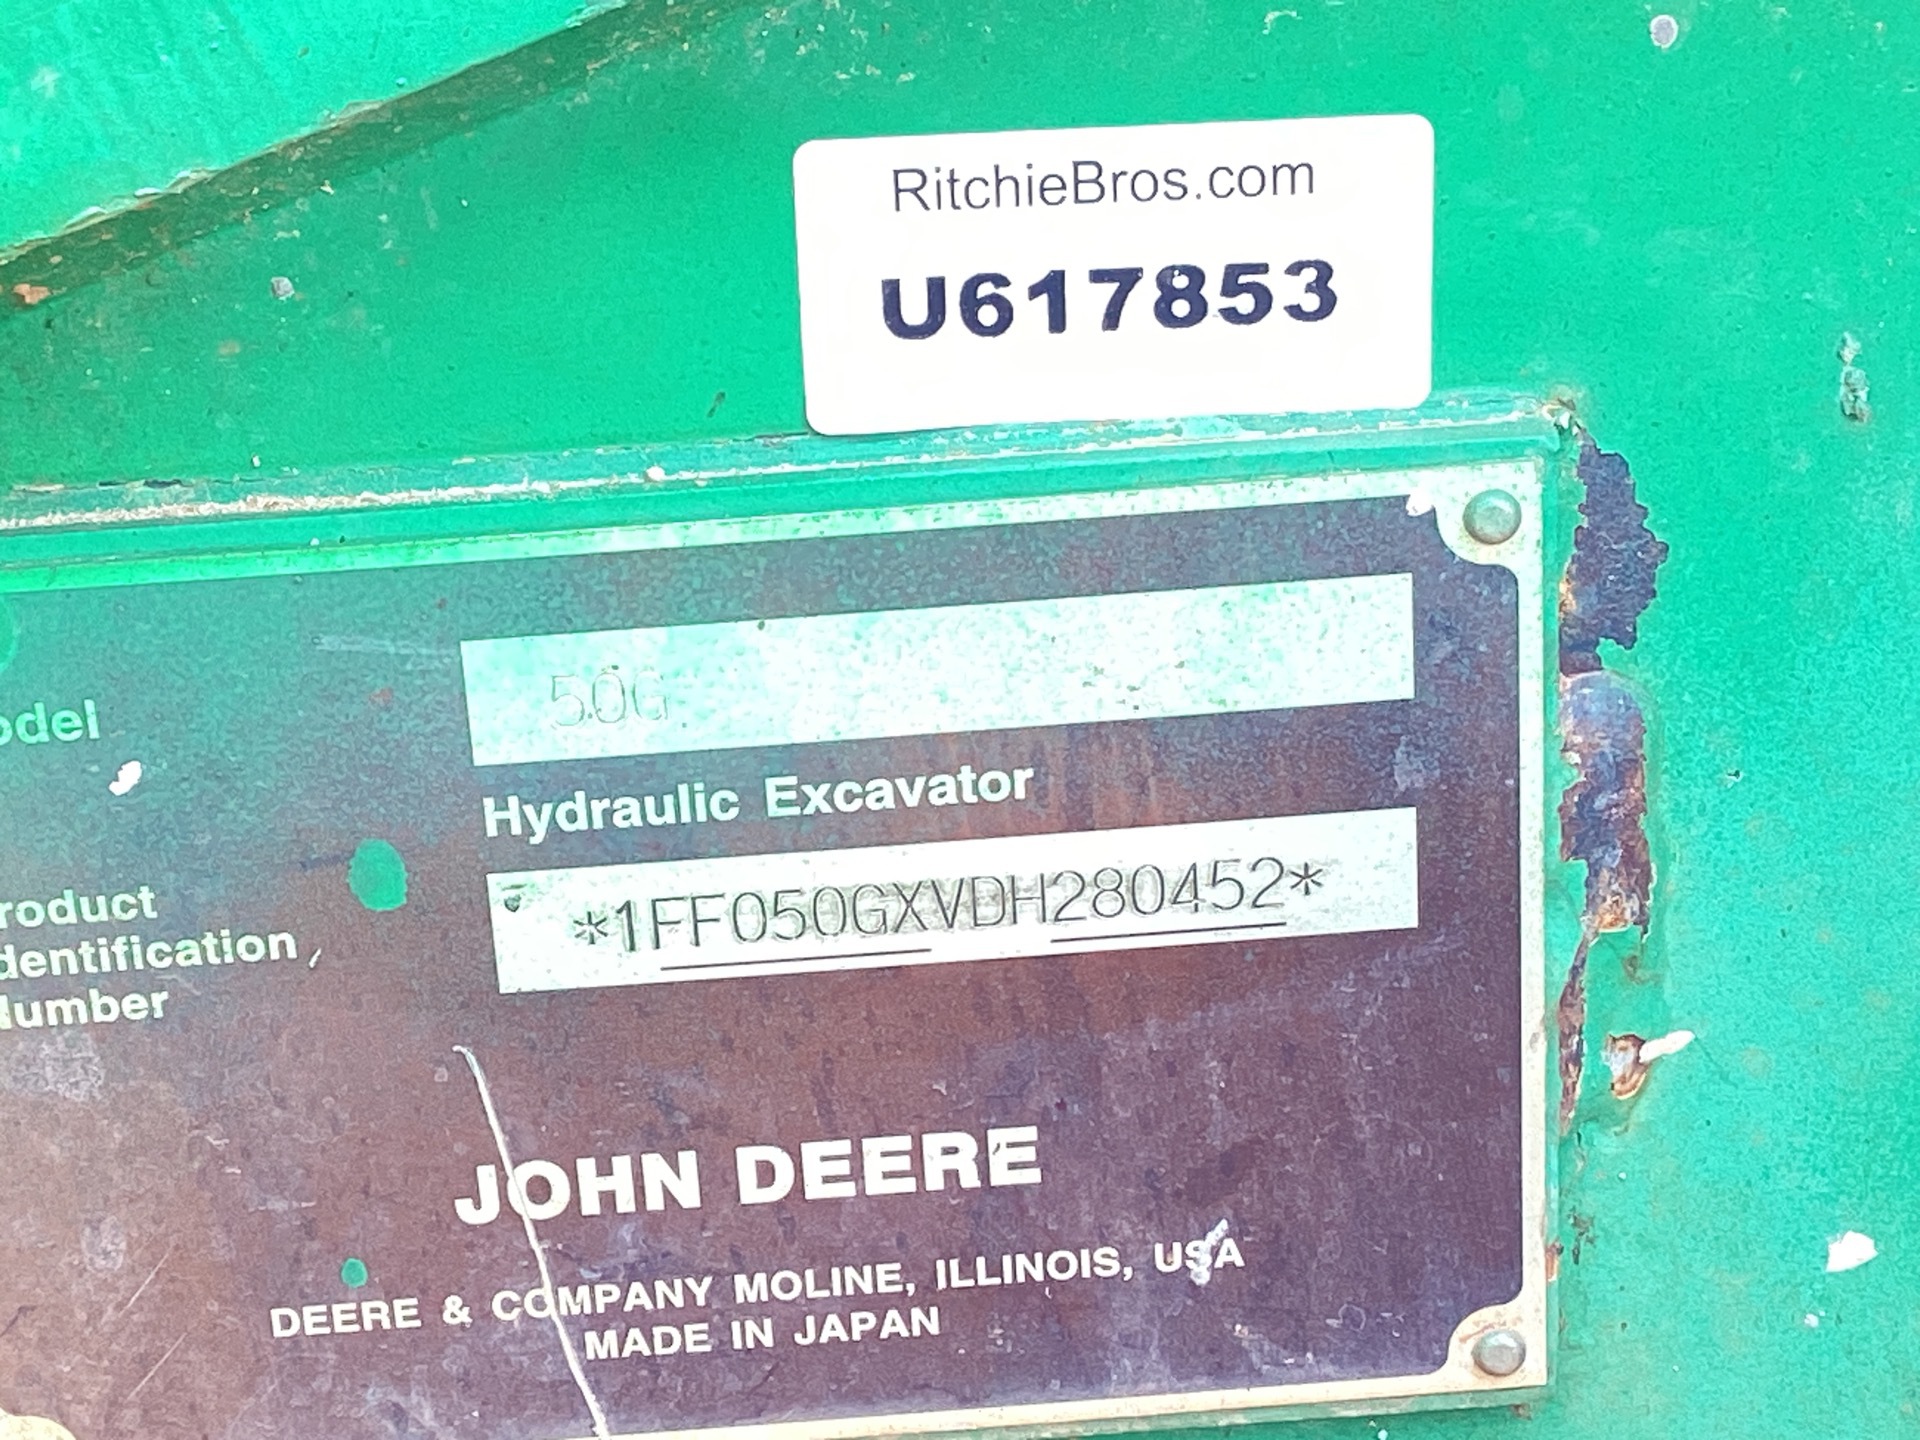 RitchieBros.com
U617853
odel
50G
Hydraulic Excavator
roduct
dentification
umber
*1FF050GXVDH280452*
JOHN DEERE
DEERE & COMPANY MOLINE, ILLINOIS, USA
MADE IN JAPAN